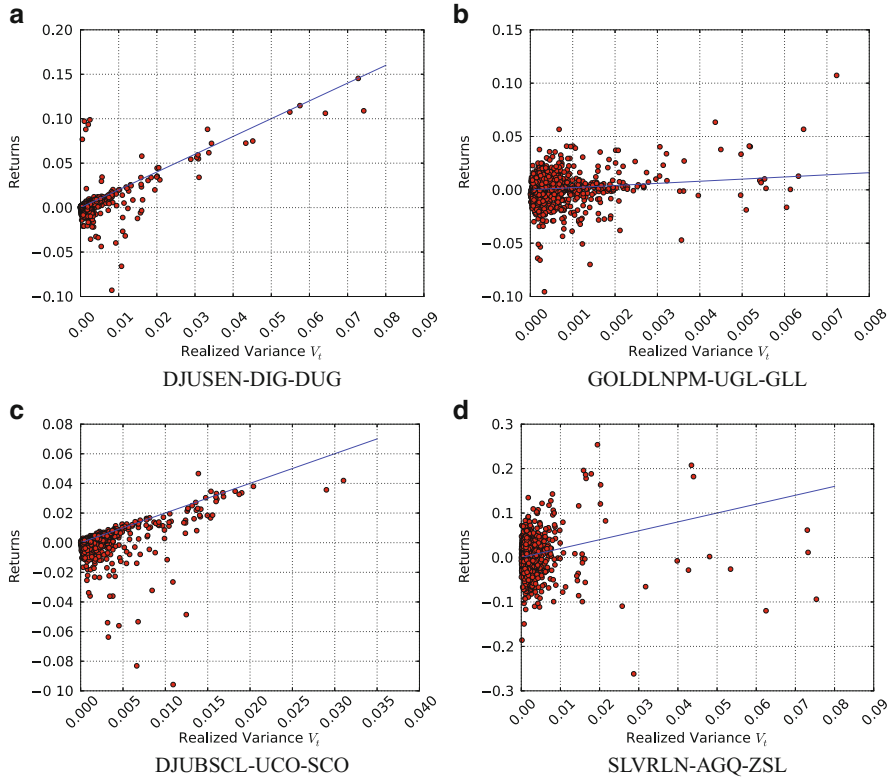 a
0.20
0.15
0.10
0.05
0.00
−0.05
−0.10
Returns
0.00 0.01 0.02 0.03 0.04 0.05 0.06 0.07 0.08 0.09
Realized Variance V_t
DJUSEN-DIG-DUG
b
0.15
0.10
0.05
0.00
−0.05
−0.10
Returns
0.000 0.001 0.002 0.003 0.004 0.005 0.006 0.007 0.008
Realized Variance V_t
GOLDLNPM-UGL-GLL
c
0.08
0.06
0.04
0.02
0.00
−0.02
−0.04
−0.06
−0.08
−0.10
Returns
0.000 0.005 0.010 0.015 0.020 0.025 0.030 0.035 0.040
Realized Variance V_t
DJUBSCL-UCO-SCO
d
0.3
0.2
0.1
0.0
−0.1
−0.2
−0.3
Returns
0.00 0.01 0.02 0.03 0.04 0.05 0.06 0.07 0.08 0.09
Realized Variance V_t
SLVRLN-AGQ-ZSL